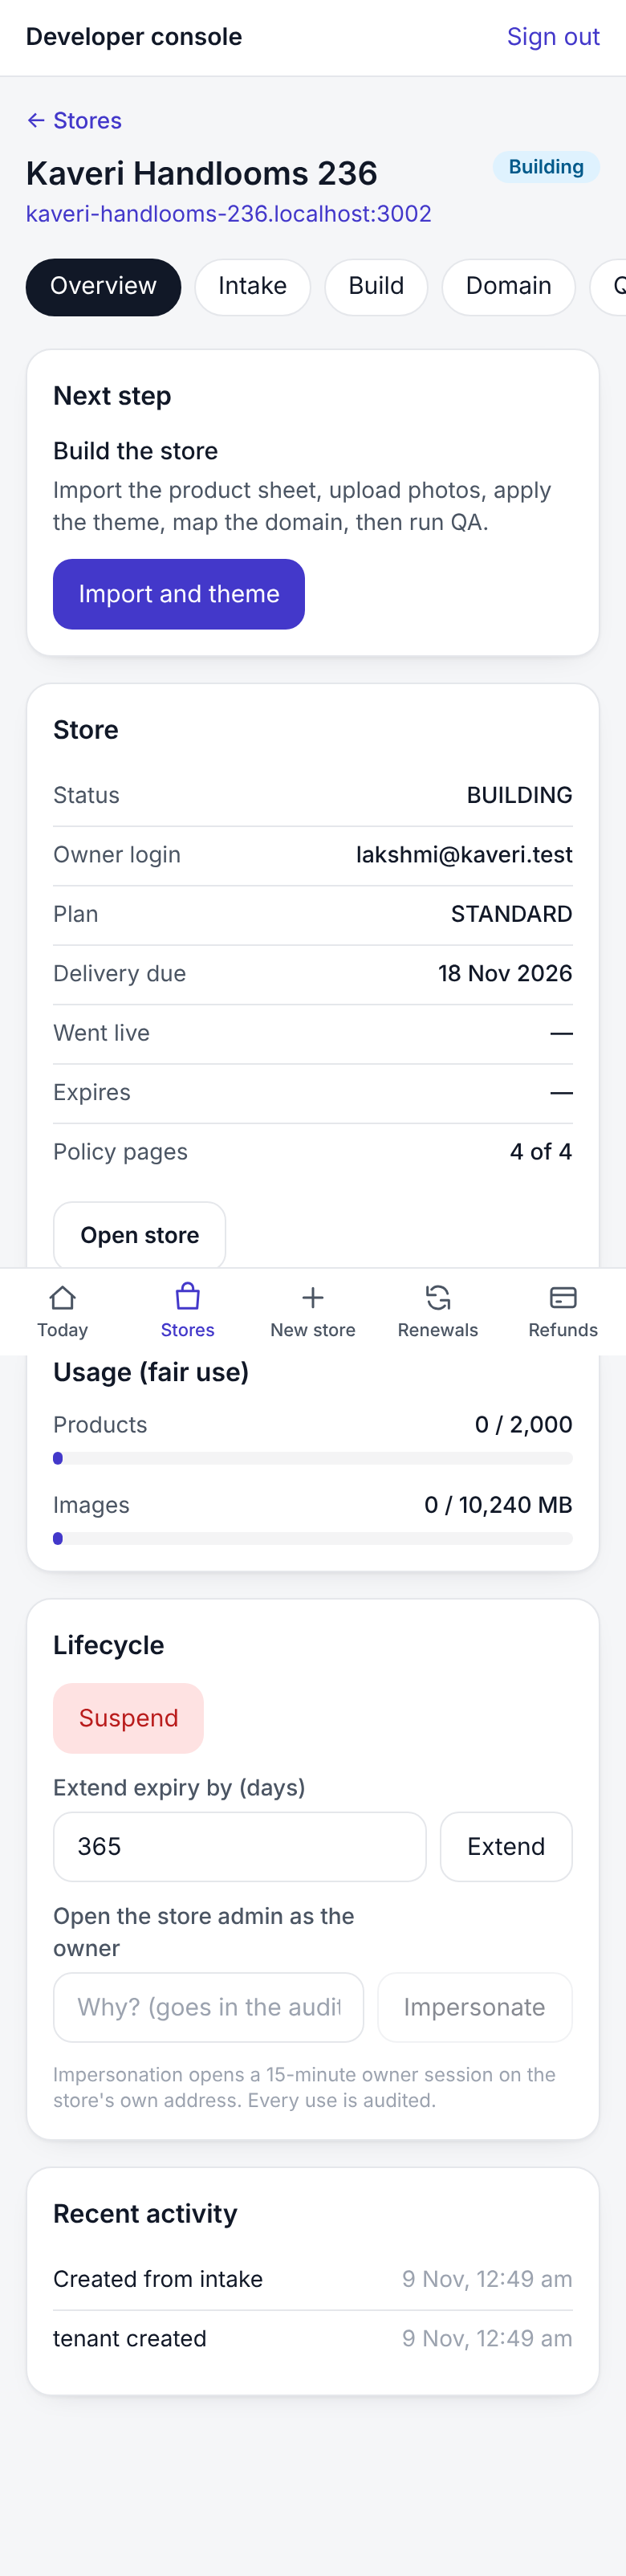 Developer console
Sign out
← Stores
Kaveri Handlooms 236
Building
kaveri-handlooms-236.localhost:3002
Overview
Intake
Build
Domain
Next step
Build the store
Import the product sheet, upload photos, apply
the theme, map the domain, then run QA.
Import and theme
Store
Status
BUILDING
Owner login
lakshmi@kaveri.test
Plan
STANDARD
Delivery due
18 Nov 2026
Went live
—
Expires
—
Policy pages
4 of 4
Open store
Today
Stores
New store
Renewals
Refunds
Usage (fair use)
Products
0 / 2,000
Images
0 / 10,240 MB
Lifecycle
Suspend
Extend expiry by (days)
365
Extend
Open the store admin as the
owner
Why? (goes in the audit
Impersonate
Impersonation opens a 15-minute owner session on the
store's own address. Every use is audited.
Recent activity
Created from intake
9 Nov, 12:49 am
tenant created
9 Nov, 12:49 am